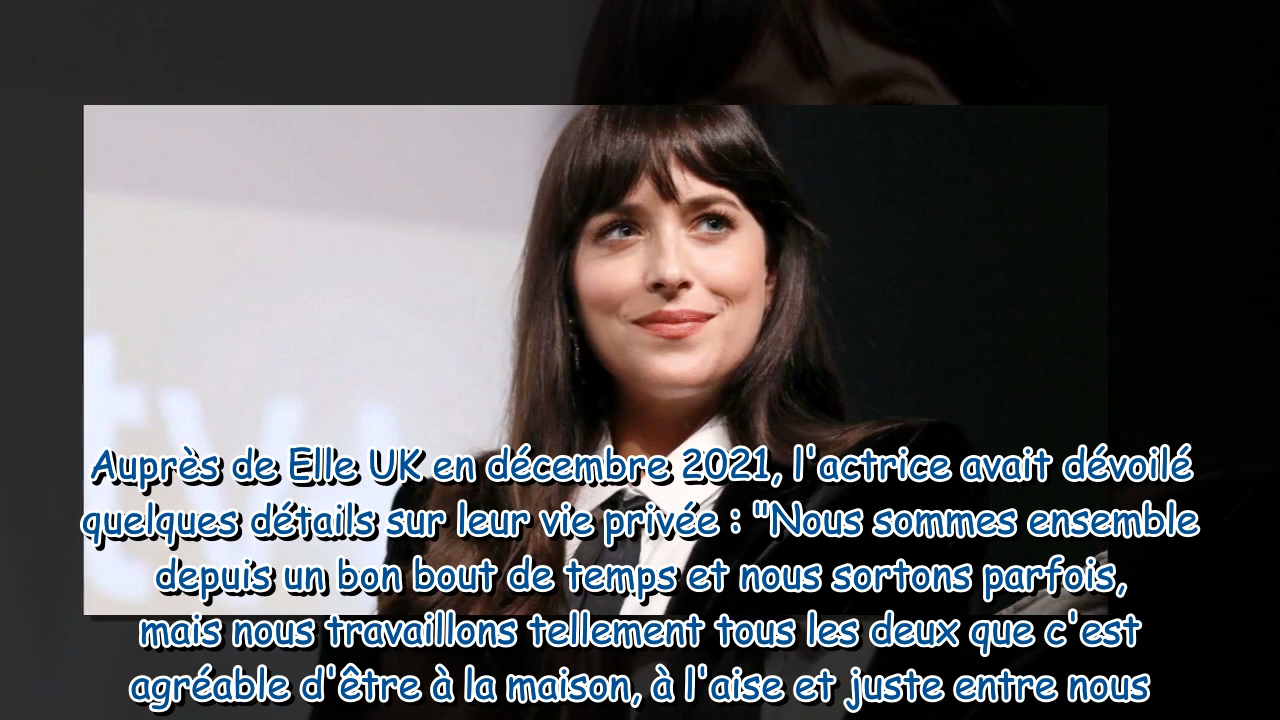 tv+
Auprès de Elle UK en décembre 2021, l'actrice avait dévoilé
quelques détails sur leur vie privée : "Nous sommes ensemble
depuis un bon bout de temps et nous sortons parfois,
mais nous travaillons tellement tous les deux que c'est
agréable d'être à la maison, à l'aise et juste entre nous